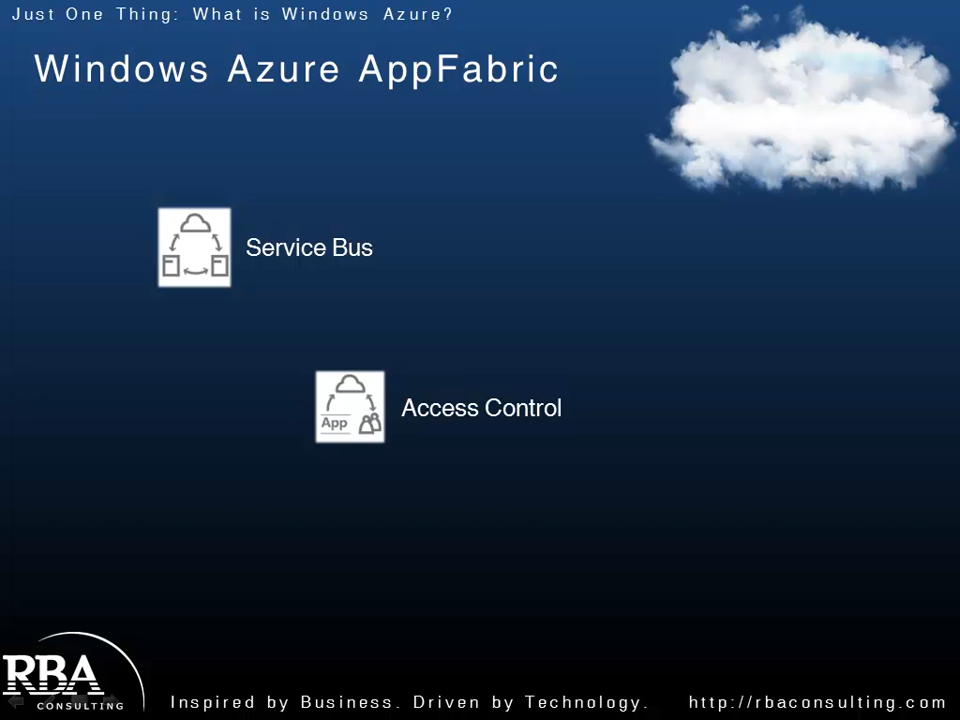 Just One Thing: What is Windows Azure?
Windows Azure AppFabric
Service Bus
App
Access Control
RBA
CONSULTING
Inspired by Business. Driven by Technology. http://rbaconsulting.com